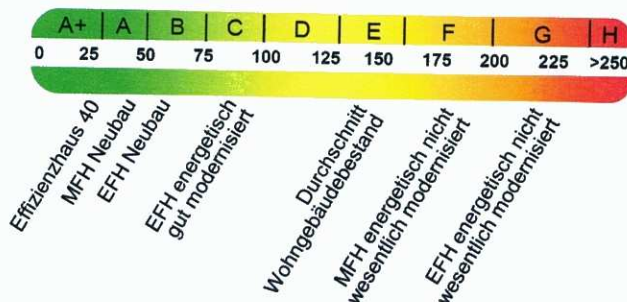 A+ A B C D E F G H
0 25 50 75 100 125 150 175 200 225 >250
Effizienzhaus 40
MFH Neubau
EFH Neubau
EFH energetisch
gut modernisiert
Durchschnitt
Wohngebäudebestand
MFH energetisch nicht
wesentlich modernisiert
EFH energetisch nicht
wesentlich modernisiert